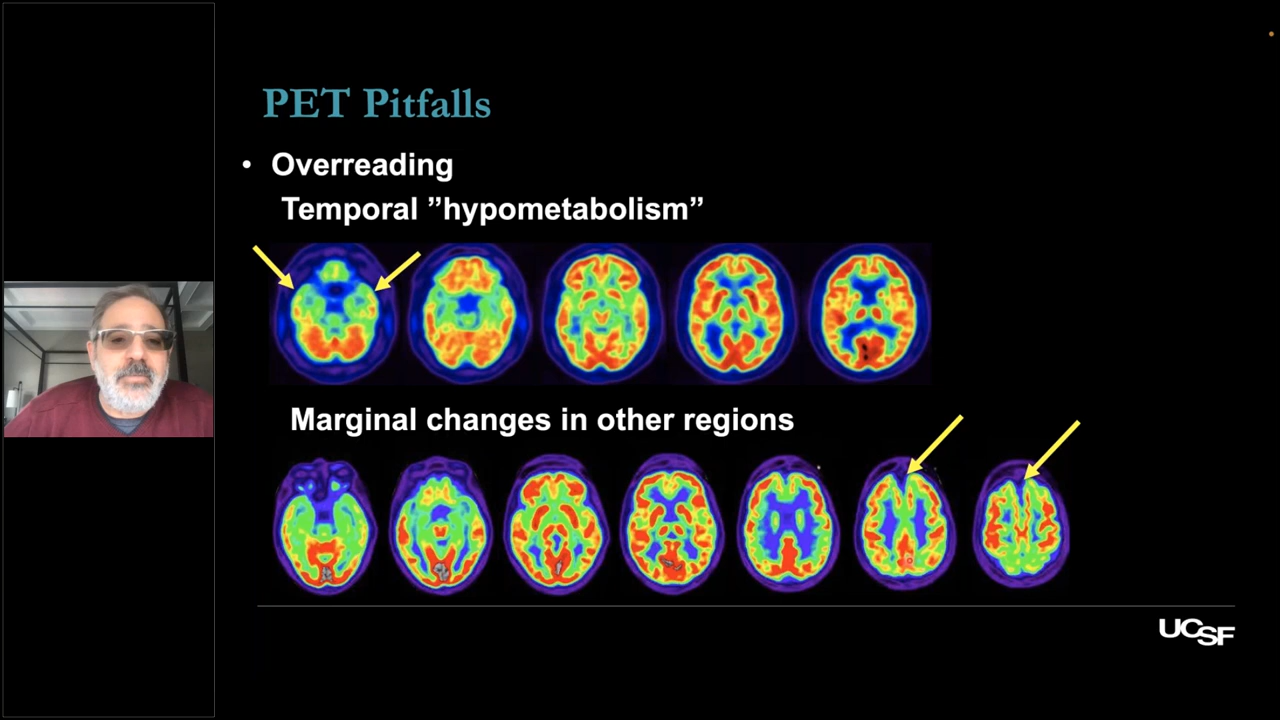 PET Pitfalls
• Overreading
Temporal ”hypometabolism”
Marginal changes in other regions
UCSF